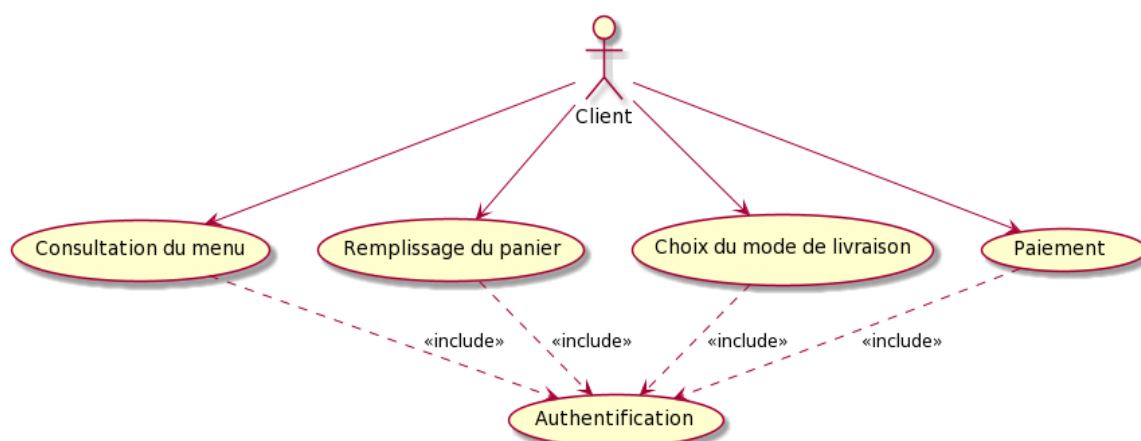 Client
Consultation du menu
Remplissage du panier
Choix du mode de livraison
Paiement
«include»
«include»
«include»
«include»
Authentification